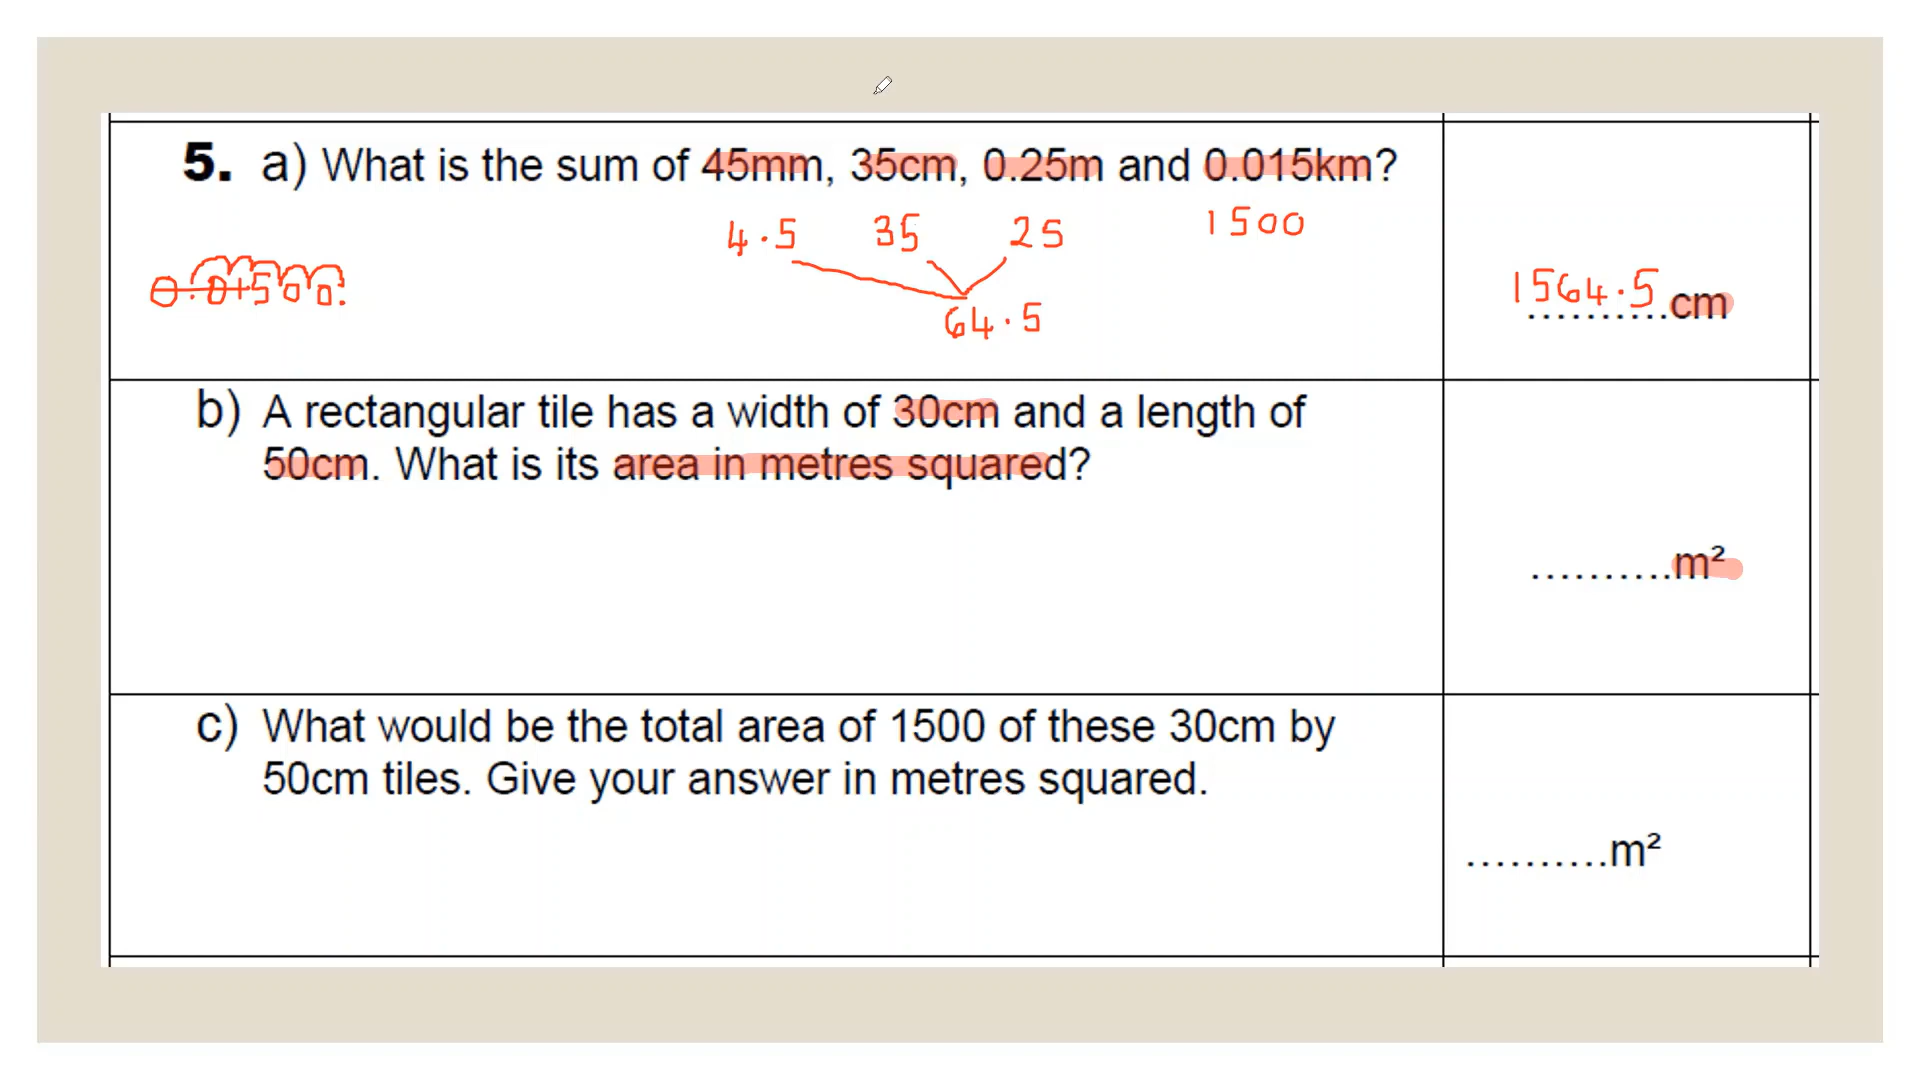 5. a) What is the sum of 45mm, 35cm, 0.25m and 0.015km?
4.5 35 25 1500
0.01500.
64.5
1564.5
..........cm
b) A rectangular tile has a width of 30cm and a length of
50cm. What is its area in metres squared?
..........m²
c) What would be the total area of 1500 of these 30cm by
50cm tiles. Give your answer in metres squared.
..........m²